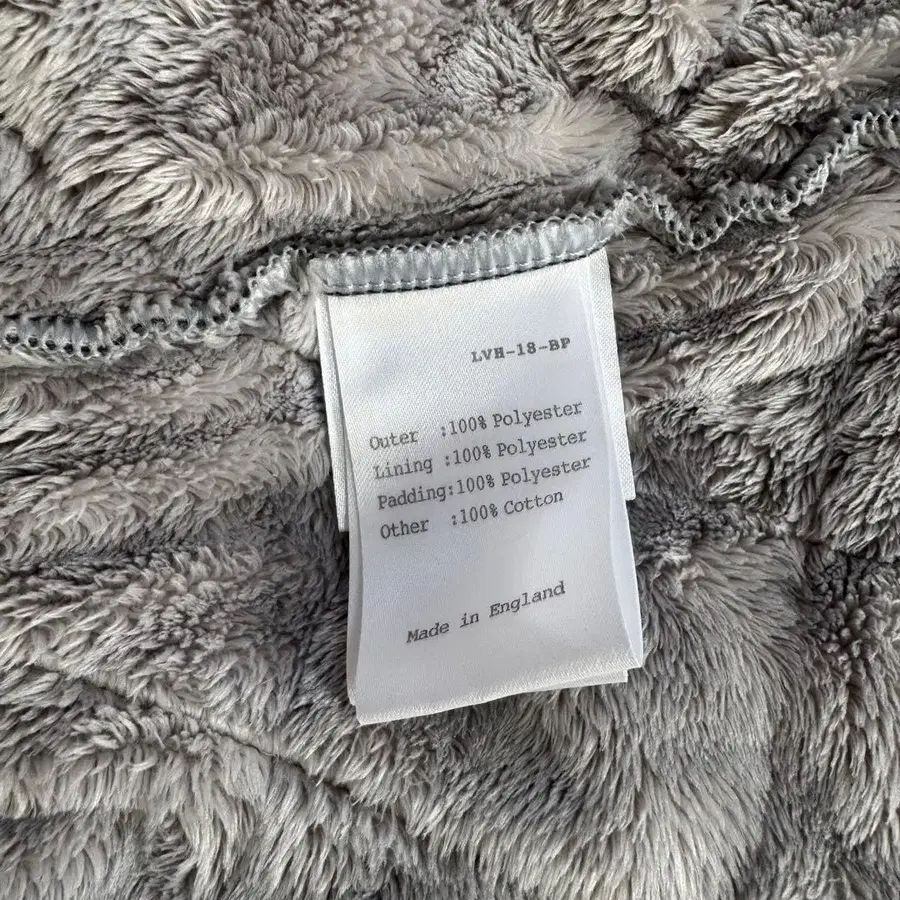 LVH-18-BP
Outer :100% Polyester
Lining :100% Polyester
Padding:100% Polyester
Other :100% Cotton
Made in England